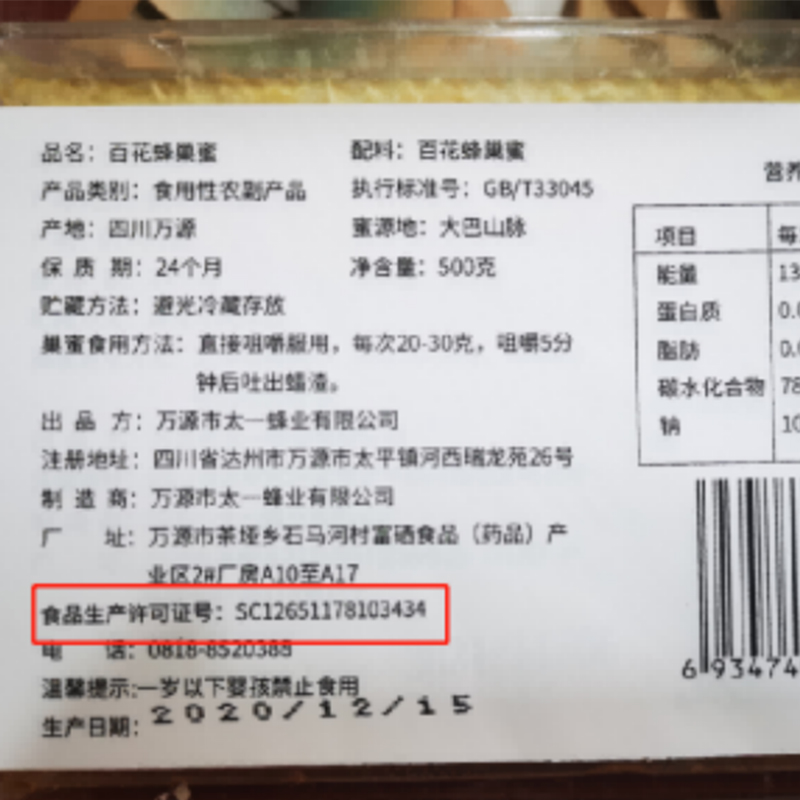 品名：百花蜂巢蜜
配料：百花蜂巢蜜
产品类别：食用性农副产品
执行标准号：GB/T33045
产地：四川万源
蜜源地：大巴山脉
保 质 期：24个月
净含量：500克
贮藏方法：避光冷藏存放
巢蜜食用方法：直接咀嚼服用，每次20-30克，咀嚼5分
钟后吐出蜡渣。
出 品 方：万源市太一蜂业有限公司
注册地址：四川省达州市万源市太平镇河西瑞龙苑26号
制 造 商：万源市太一蜂业有限公司
厂 址：万源市茶垭乡石马河村富硒食品（药品）产
业区2#厂房A10至A17
食品生产许可证号：SC12651178103434
电 话：0818-8520388
温馨提示:一岁以下婴孩禁止食用
生产日期：2020/12/15
营养
项目 每
能量 13
蛋白质 0.
脂肪 0.
碳水化合物 78
钠 10
6 93474